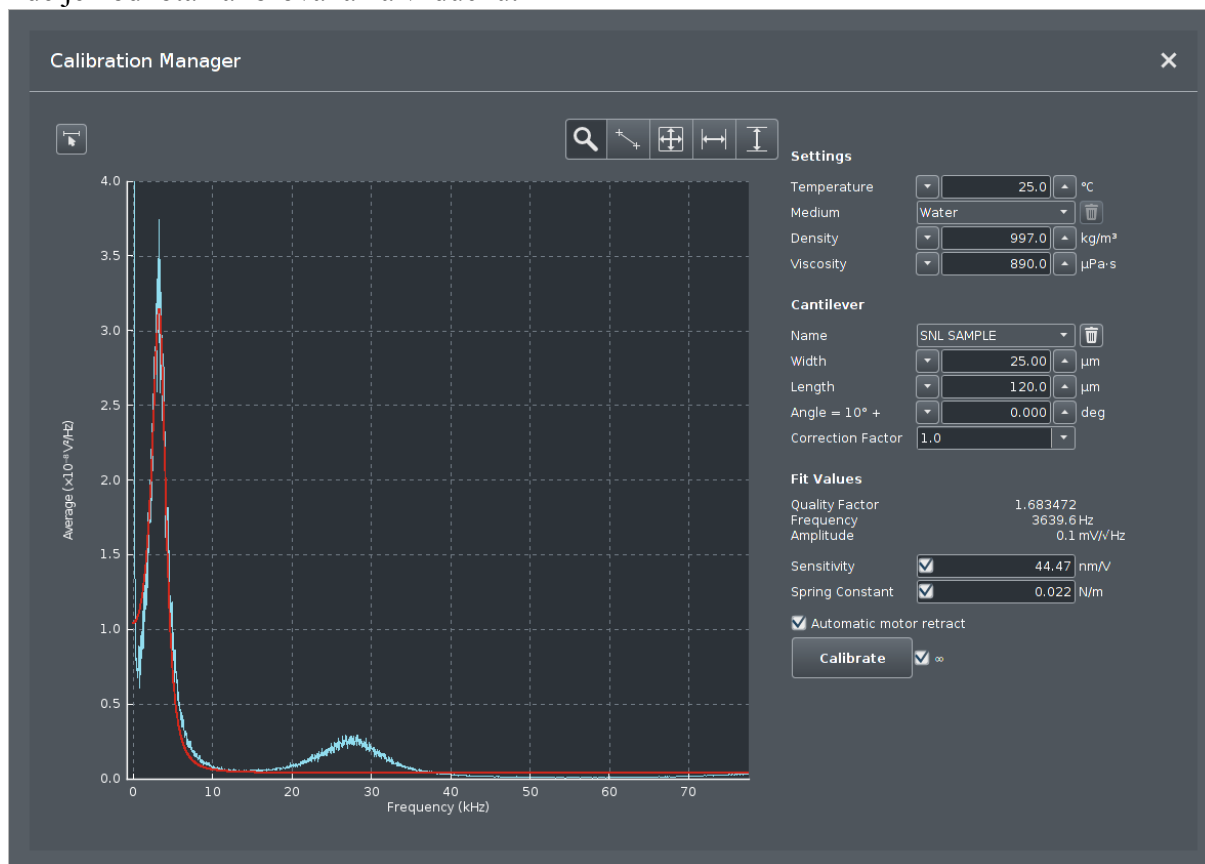 Calibration Manager
Settings
Temperature 25.0 °C
Medium Water
Density 997.0 kg/m³
Viscosity 890.0 µPa·s
Cantilever
Name SNL SAMPLE
Width 25.00 µm
Length 120.0 µm
Angle = 10° + 0.000 deg
Correction Factor 1.0
Fit Values
Quality Factor 1.683472
Frequency 3639.6 Hz
Amplitude 0.1 mV/√Hz
Sensitivity 44.47 nm/V
Spring Constant 0.022 N/m
Automatic motor retract
Calibrate ∞
4.0
3.5
3.0
2.5
2.0
1.5
1.0
0.5
0.0
Average (×10⁻⁸ V²/Hz)
0 10 20 30 40 50 60 70
Frequency (kHz)